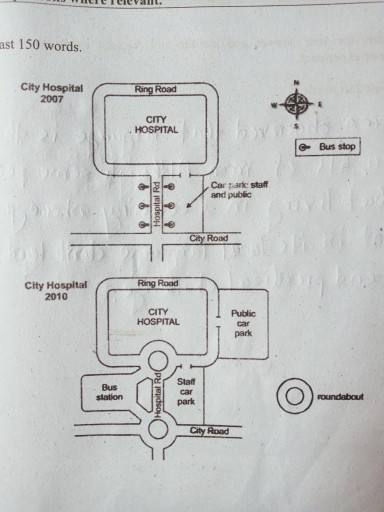 where relevant.
ast 150 words.
City Hospital
2007
Ring Road
CITY
HOSPITAL
N
W
E
S
Bus stop
Car park: staff
and public
Hospital Rd
City Road
City Hospital
2010
Ring Road
CITY
HOSPITAL
Public
car
park
Bus
station
Hospital Rd
Staff
car
park
roundabout
City Road